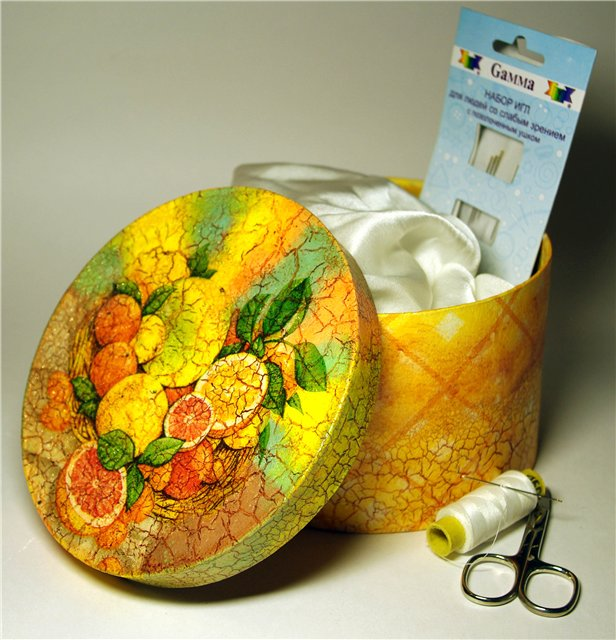 Gamma
НАБОР ИГЛ
для людей со слабым зрением
с позолоченным ушком